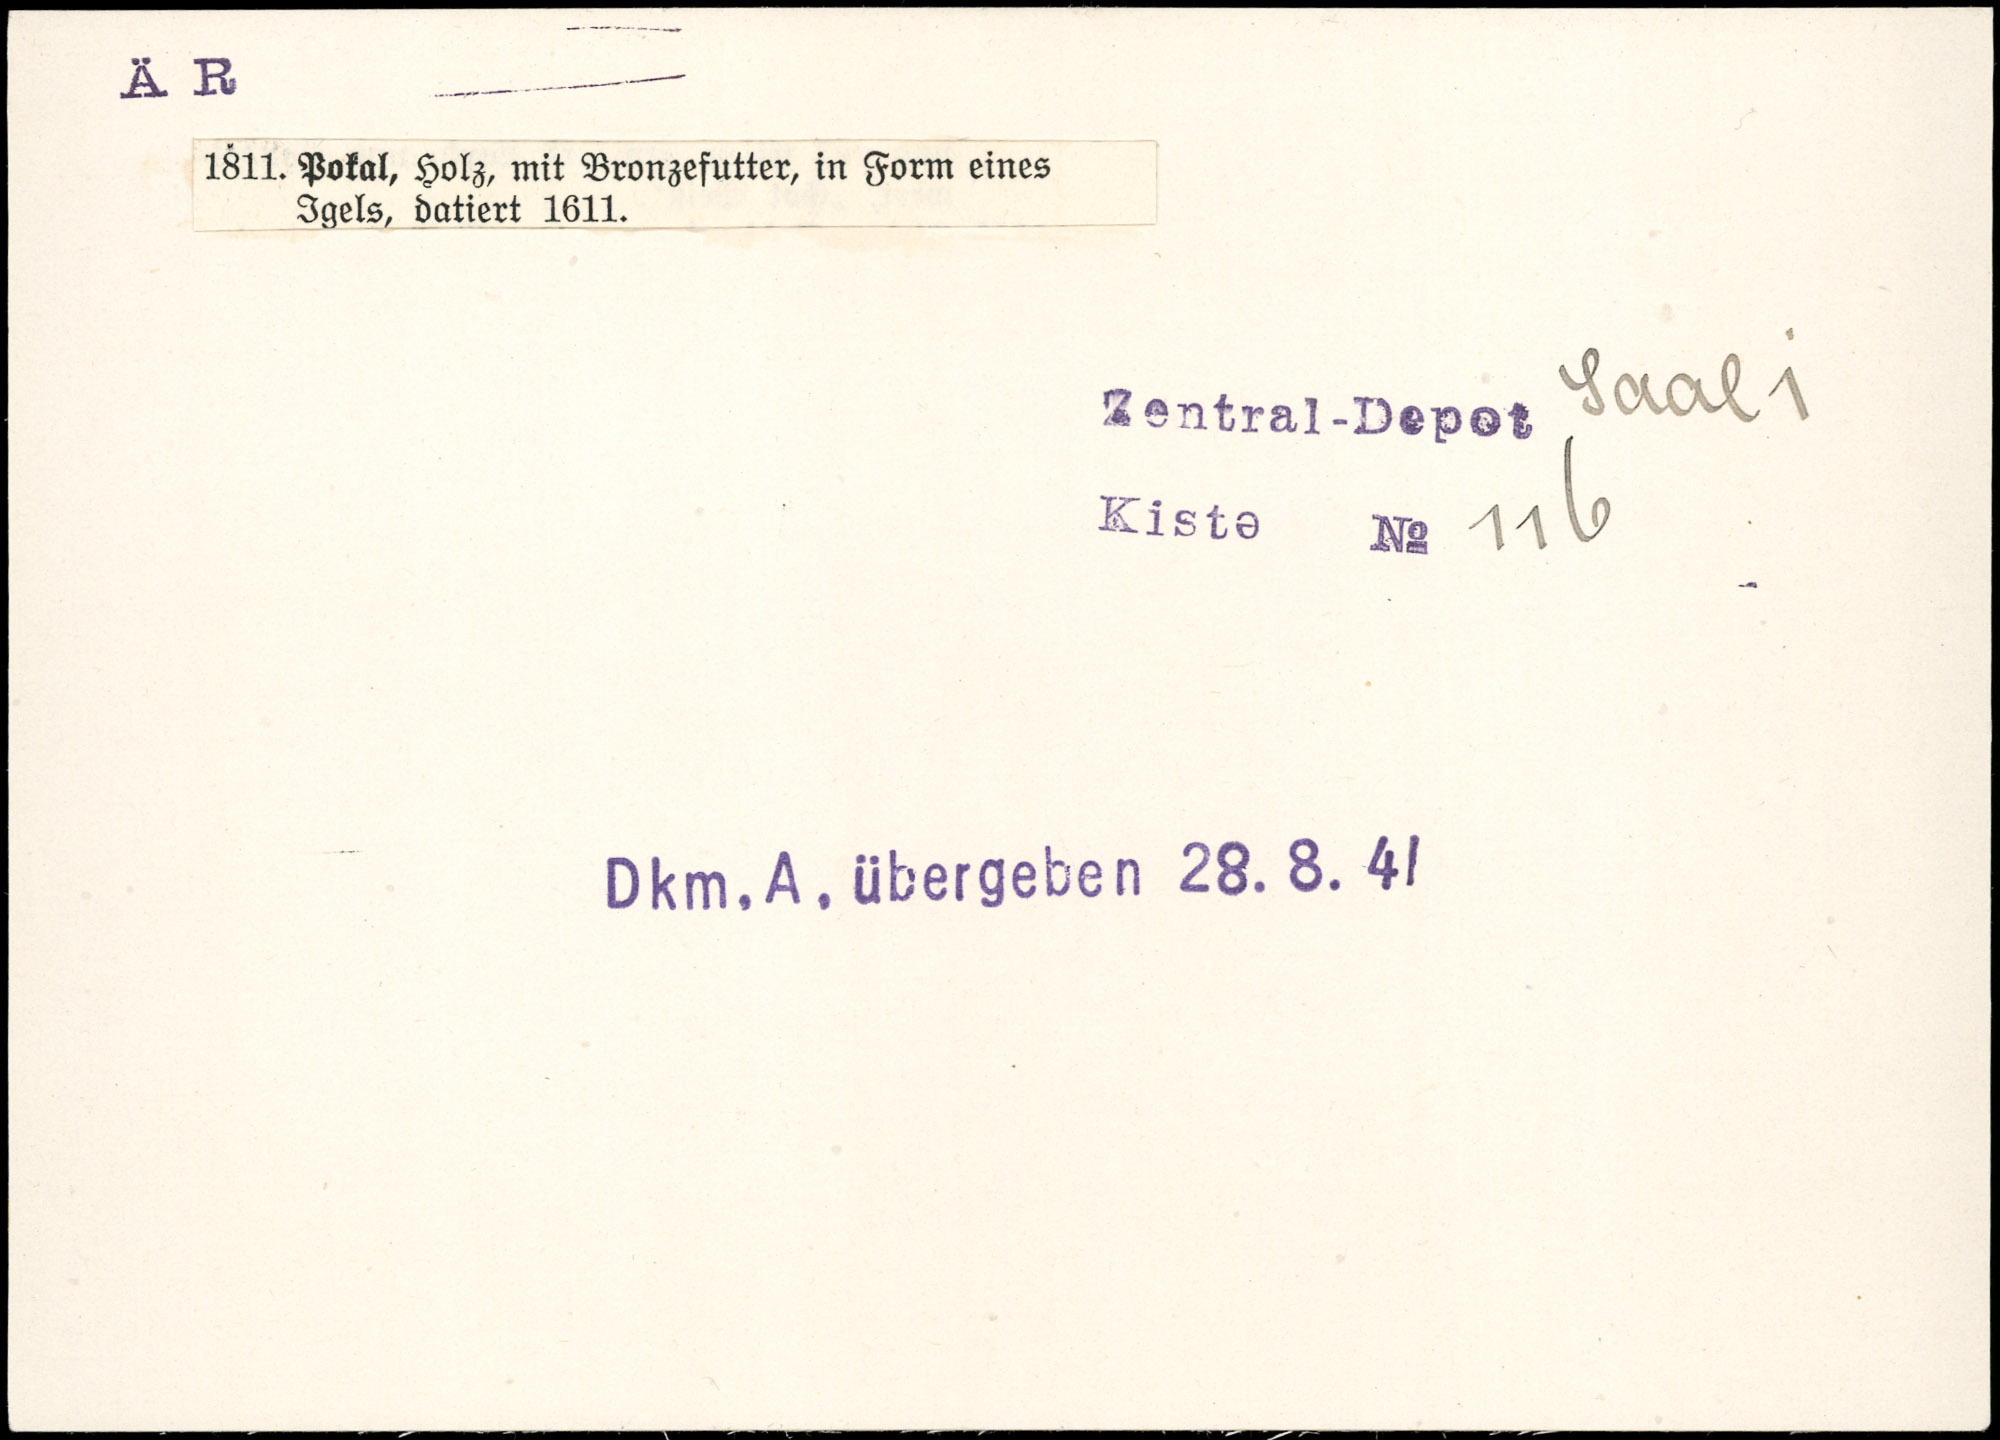 Ä R
1811. Pokal, Holz, mit Bronzefutter, in Form eines
Igels, datiert 1611.
Zentral-Depot Saal i
Kiste № 116
Dkm. A. übergeben 28. 8. 41